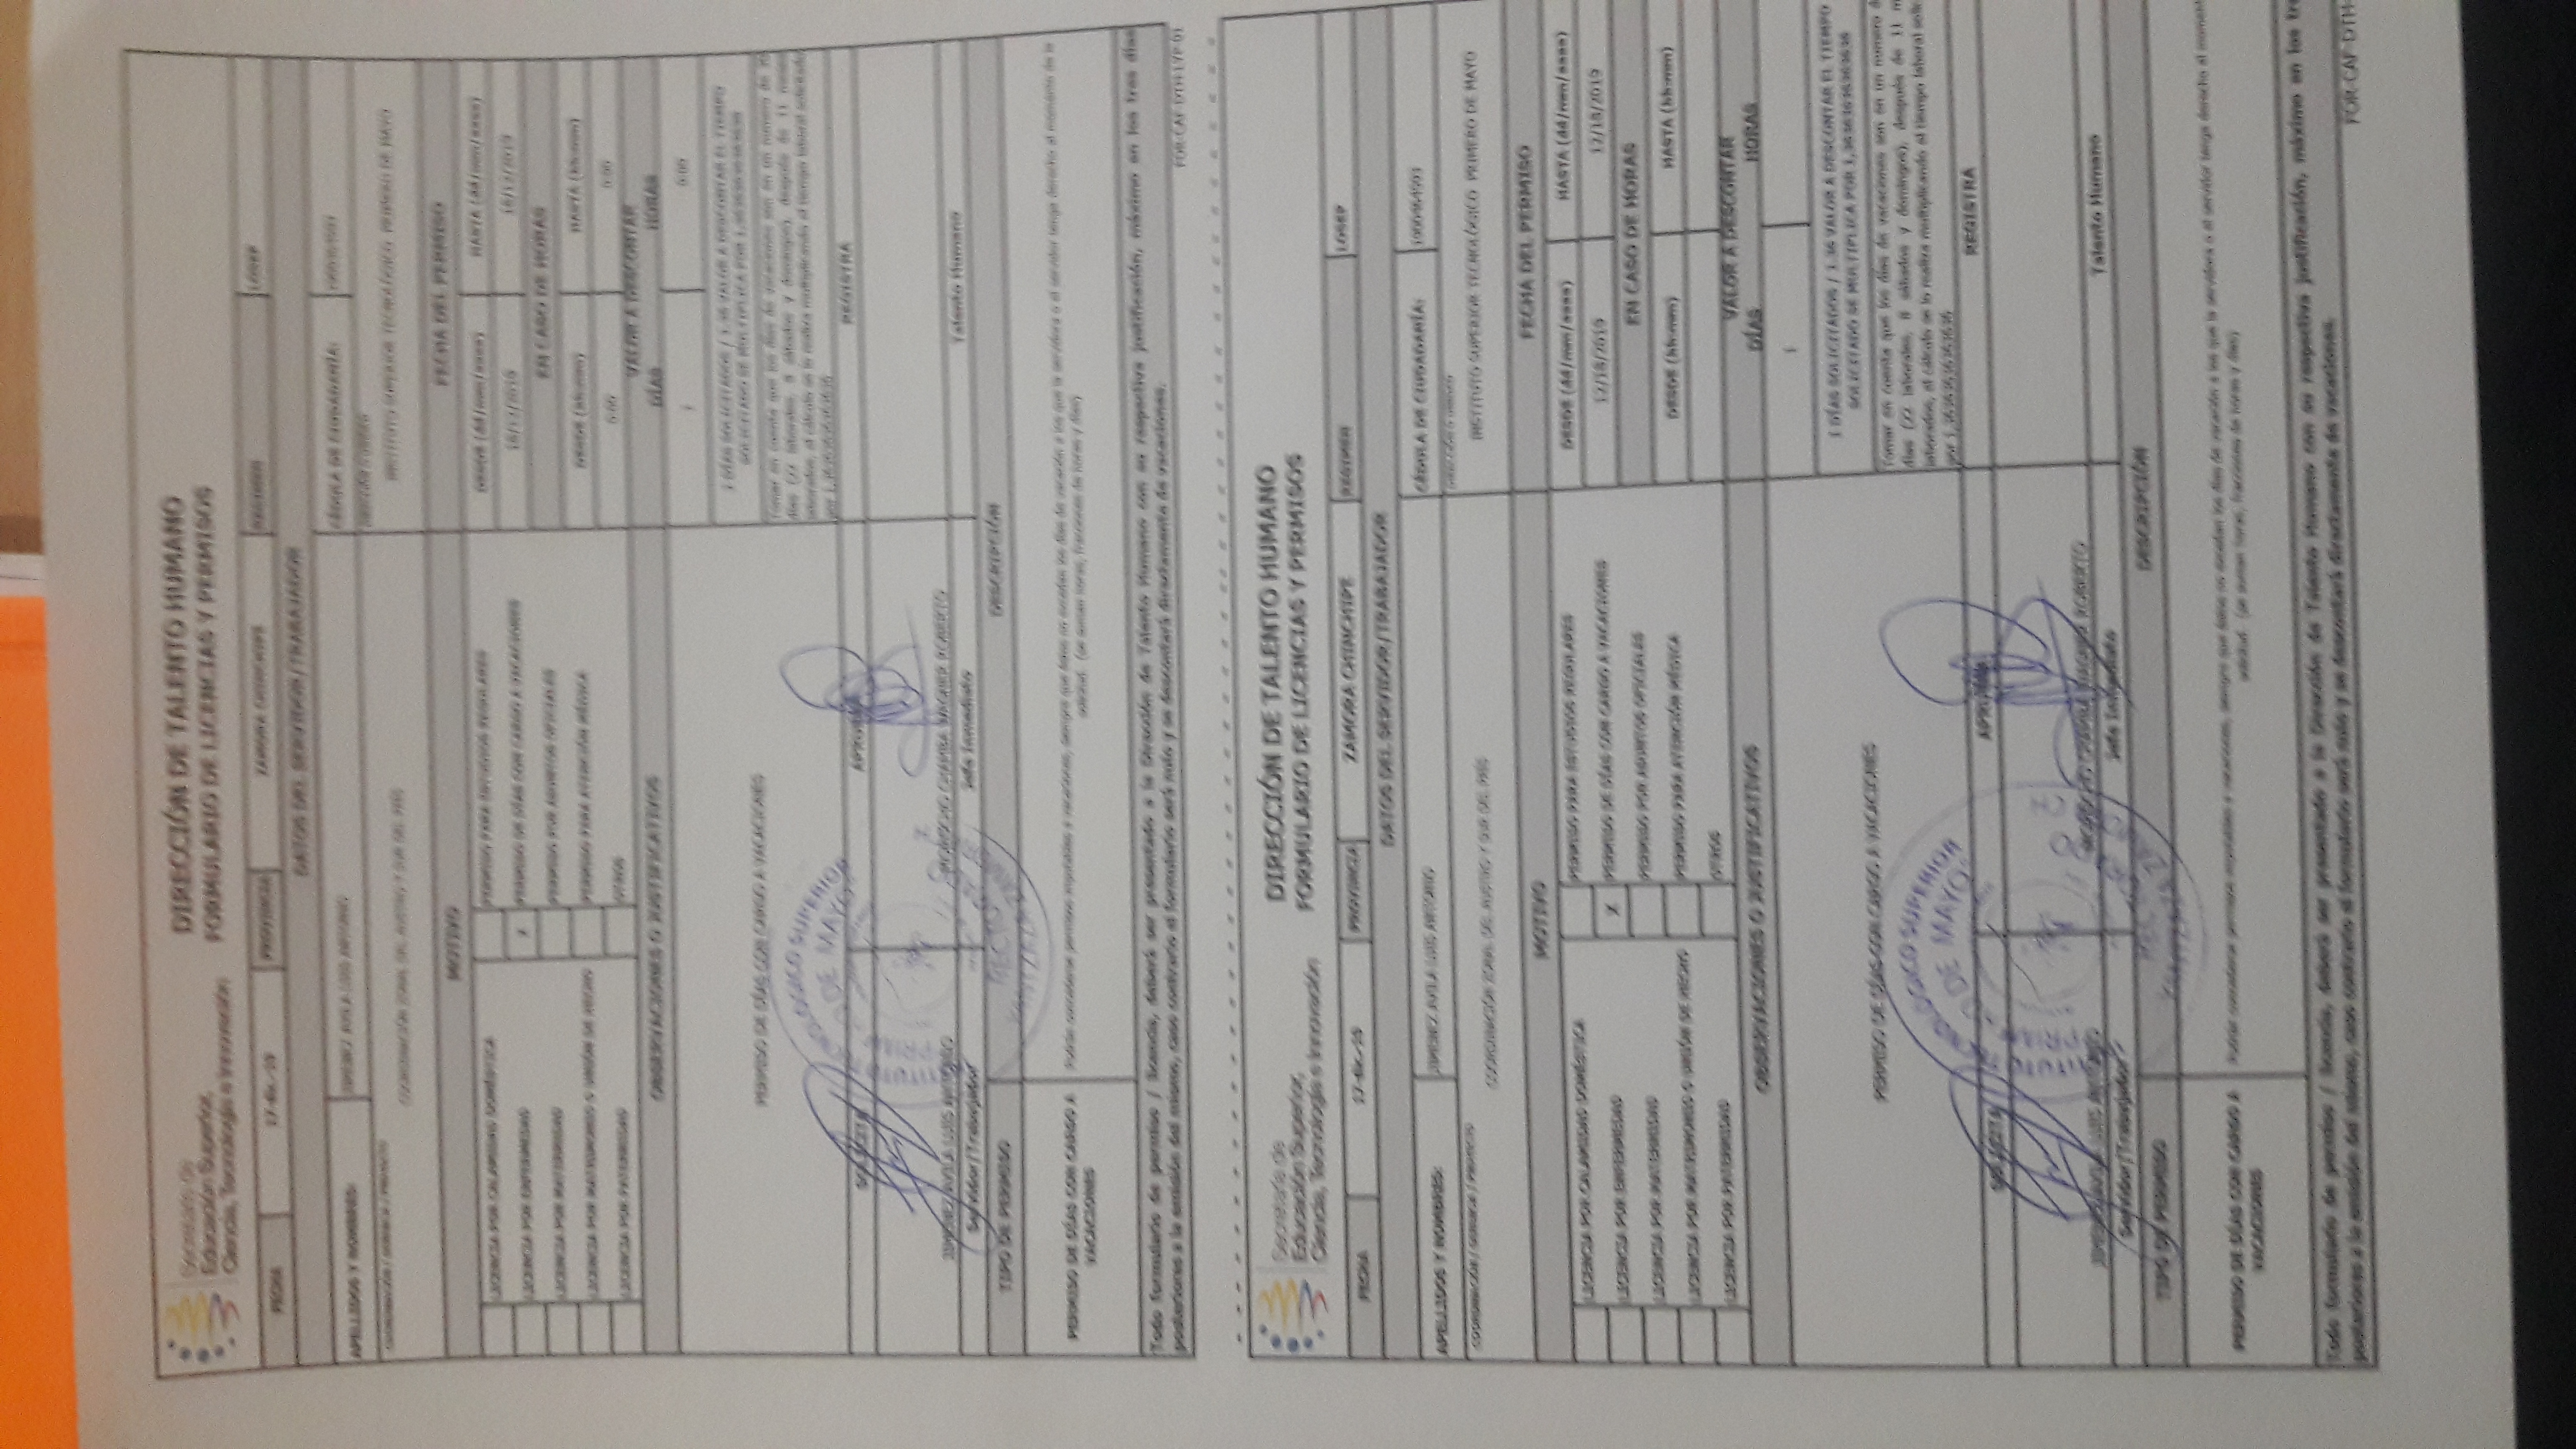 Secretaría de
Educación Superior,
Ciencia, Tecnología e Innovación
DIRECCIÓN DE TALENTO HUMANO
FORMULARIO DE LICENCIAS Y PERMISOS
FECHA 17-dic.-19 PROVINCIA ZAMORA CHINCHIPE REGIMEN LOSEP
DATOS DEL SERVIDOR/TRABAJADOR
APELLIDOS Y NOMBRES: JIMENEZ AVILA LUIS ANTONIO CÉDULA DE CIUDADANÍA:
COORDINACIÓN / GERENCIA / PROYECTO
COORDINACIÓN ZONAL DEL AUSTRO Y SUR DEL PAÍS INSTITUTO SUPERIOR TECNOLÓGICO PRIMERO DE MAYO
MOTIVO FECHA DEL PERMISO
LICENCIA POR CALAMIDAD DOMÉSTICA PERMISO PARA ESTUDIOS REGULARES DESDE (dd/mm/aaaa) HASTA (dd/mm/aaaa)
LICENCIA POR ENFERMEDAD X PERMISO DE DÍAS CON CARGO A VACACIONES 18/12/2019 18/12/2019
LICENCIA POR MATERNIDAD PERMISO POR ASUNTOS OFICIALES EN CASO DE HORAS
LICENCIA POR MATRIMONIO O UNIÓN DE HECHO PERMISO PARA ATENCIÓN MÉDICA DESDE (hh:mm) HASTA (hh:mm)
LICENCIA POR PATERNIDAD OTROS 0:00 0:00
OBSERVACIONES O JUSTIFICATIVOS VALOR A DESCONTAR
DÍAS HORAS
1 0:00
1 DÍAS SOLICITADOS / 1.36 VALOR A DESCONTAR EL TIEMPO
SOLICITADO SE MULTIPLICA POR 1,36363636363636
PERMISO DE DÍAS CON CARGO A VACACIONES
Tomar en cuenta que los días de vacaciones son en un numero de 30
días (22 laborales, 8 sábados y domingos), después de 11 meses
laborados, el cálculo se lo realiza multiplicando el tiempo laboral solicitado
por 1,36363636363636
SOLICITA APRUEBA REGISTRA
TECNOLÓGICO SUPERIOR
PRIMERO DE MAYO
RECTORADO
YANTZAZA
JIMENEZ AVILA LUIS ANTONIO MOROCHO CHAMBA WAGNER ROBERTO
Servidor/Trabajador Jefe Inmediato Talento Humano
TIPO DE PERMISO DESCRIPCIÓN
PERMISO DE DÍAS CON CARGO A
VACACIONES
Podrán concederse permisos imputables a vacaciones, siempre que éstos no excedan los días de vacación a los que la servidora o el servidor tenga derecho al momento de la
solicitud. (se suman horas, fracciones de horas y días)
Todo formulario de permiso / licencia, deberá ser presentado a la Dirección de Talento Humano con su respectiva justificación, máximo en los tres días
posteriores a la emisión del mismo, caso contrario el formulario será nulo y se descontará directamente de vacaciones.
FOR-CAF-DTH-LYP-01
Secretaría de
Educación Superior,
Ciencia, Tecnología e Innovación
DIRECCIÓN DE TALENTO HUMANO
FORMULARIO DE LICENCIAS Y PERMISOS
FECHA 17-dic.-19 PROVINCIA ZAMORA CHINCHIPE REGIMEN LOSEP
DATOS DEL SERVIDOR/TRABAJADOR
APELLIDOS Y NOMBRES: JIMENEZ AVILA LUIS ANTONIO CÉDULA DE CIUDADANÍA:
COORDINACIÓN / GERENCIA / PROYECTO
COORDINACIÓN ZONAL DEL AUSTRO Y SUR DEL PAÍS INSTITUTO SUPERIOR TECNOLÓGICO PRIMERO DE MAYO
MOTIVO FECHA DEL PERMISO
LICENCIA POR CALAMIDAD DOMÉSTICA PERMISO PARA ESTUDIOS REGULARES DESDE (dd/mm/aaaa) HASTA (dd/mm/aaaa)
LICENCIA POR ENFERMEDAD X PERMISO DE DÍAS CON CARGO A VACACIONES 12/18/2019 12/18/2019
LICENCIA POR MATERNIDAD PERMISO POR ASUNTOS OFICIALES EN CASO DE HORAS
LICENCIA POR MATRIMONIO O UNIÓN DE HECHO PERMISO PARA ATENCIÓN MÉDICA DESDE (hh:mm) HASTA (hh:mm)
LICENCIA POR PATERNIDAD OTROS
OBSERVACIONES O JUSTIFICATIVOS VALOR A DESCONTAR
DÍAS HORAS
1
1 DÍAS SOLICITADOS / 1.36 VALOR A DESCONTAR EL TIEMPO
SOLICITADO SE MULTIPLICA POR 1,36363636363636
PERMISO DE DÍAS CON CARGO A VACACIONES
Tomar en cuenta que los días de vacaciones son en un numero
días (22 laborales, 8 sábados y domingos), después de 11 m
laborados, el cálculo se lo realiza multiplicando el tiempo laboral solic
por 1,36363636363636
SOLICITA APRUEBA REGISTRA
TECNOLÓGICO SUPERIOR
PRIMERO DE MAYO
RECTORADO
YANTZAZA
JIMENEZ AVILA LUIS ANTONIO MOROCHO CHAMBA WAGNER ROBERTO
Servidor/Trabajador Jefe Inmediato Talento Humano
TIPO DE PERMISO DESCRIPCIÓN
PERMISO DE DÍAS CON CARGO A
VACACIONES
Podrán concederse permisos imputables a vacaciones, siempre que éstos no excedan los días de vacación a los que la servidora o el servidor tenga derecho al moment
solicitud. (se suman horas, fracciones de horas y días)
Todo formulario de permiso / licencia, deberá ser presentado a la Dirección de Talento Humano con su respectiva justificación, máximo en los tre
posteriores a la emisión del mismo, caso contrario el formulario será nulo y se descontará directamente de vacaciones.
FOR-CAF-DTH-